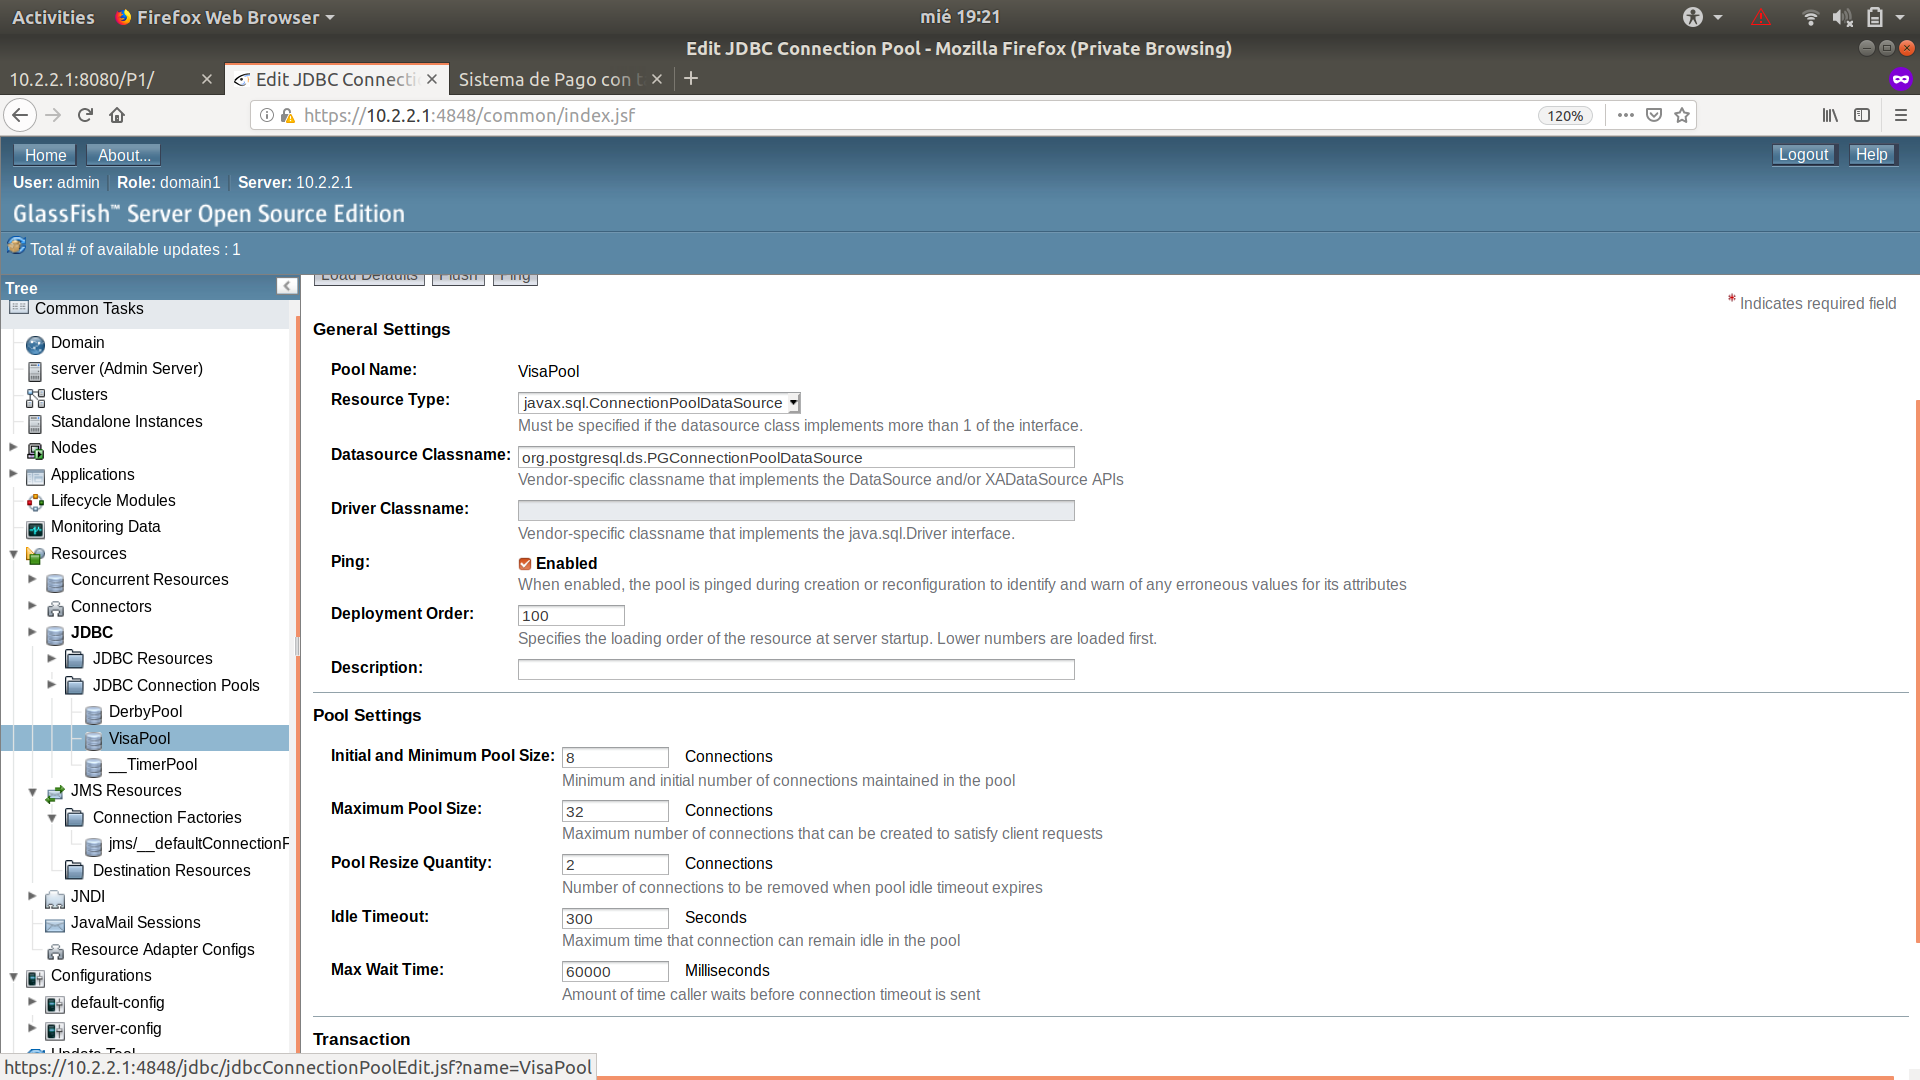 Activities
Firefox Web Browser
mié 19:21
Edit JDBC Connection Pool - Mozilla Firefox (Private Browsing)
10.2.2.1:8080/P1/
Edit JDBC Connecti
Sistema de Pago con t
https://10.2.2.1:4848/common/index.jsf
120%
Home
About...
Logout
Help
User: admin
Role: domain1
Server: 10.2.2.1
GlassFish™ Server Open Source Edition
Total # of available updates : 1
Tree
Common Tasks
Domain
server (Admin Server)
Clusters
Standalone Instances
Nodes
Applications
Lifecycle Modules
Monitoring Data
Resources
Concurrent Resources
Connectors
JDBC
JDBC Resources
JDBC Connection Pools
DerbyPool
VisaPool
__TimerPool
JMS Resources
Connection Factories
jms/__defaultConnectionF
Destination Resources
JNDI
JavaMail Sessions
Resource Adapter Configs
Configurations
default-config
server-config
Update Tool
Load Defaults
Flush
Ping
* Indicates required field
General Settings
Pool Name: VisaPool
Resource Type: javax.sql.ConnectionPoolDataSource
Must be specified if the datasource class implements more than 1 of the interface.
Datasource Classname: org.postgresql.ds.PGConnectionPoolDataSource
Vendor-specific classname that implements the DataSource and/or XADataSource APIs
Driver Classname:
Vendor-specific classname that implements the java.sql.Driver interface.
Ping: Enabled
When enabled, the pool is pinged during creation or reconfiguration to identify and warn of any erroneous values for its attributes
Deployment Order: 100
Specifies the loading order of the resource at server startup. Lower numbers are loaded first.
Description:
Pool Settings
Initial and Minimum Pool Size: 8 Connections
Minimum and initial number of connections maintained in the pool
Maximum Pool Size: 32 Connections
Maximum number of connections that can be created to satisfy client requests
Pool Resize Quantity: 2 Connections
Number of connections to be removed when pool idle timeout expires
Idle Timeout: 300 Seconds
Maximum time that connection can remain idle in the pool
Max Wait Time: 60000 Milliseconds
Amount of time caller waits before connection timeout is sent
Transaction
https://10.2.2.1:4848/jdbc/jdbcConnectionPoolEdit.jsf?name=VisaPool